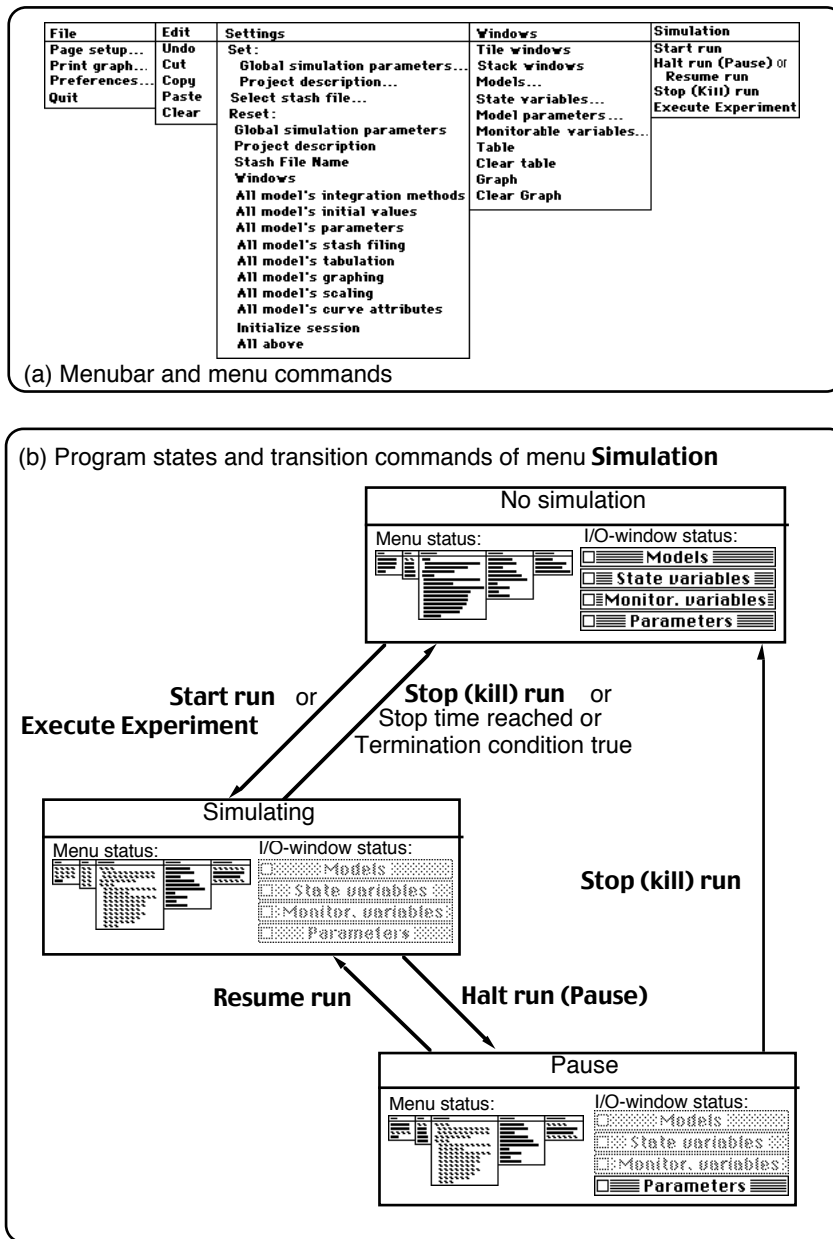 File
Page setup...
Print graph...
Preferences...
Quit
Edit
Undo
Cut
Copy
Paste
Clear
Settings
Set:
Global simulation parameters...
Project description...
Select stash file...
Reset:
Global simulation parameters
Project description
Stash File Name
Windows
All model's integration methods
All model's initial values
All model's parameters
All model's stash filing
All model's tabulation
All model's graphing
All model's scaling
All model's curve attributes
Initialize session
All above
Windows
Tile windows
Stack windows
Models...
State variables...
Model parameters...
Monitorable variables...
Table
Clear table
Graph
Clear Graph
Simulation
Start run
Halt run (Pause) or
Resume run
Stop (Kill) run
Execute Experiment
(a) Menubar and menu commands
(b) Program states and transition commands of menu Simulation
No simulation
Menu status:
I/O-window status:
Models
State variables
Monitor. variables
Parameters
Start run or
Execute Experiment
Stop (kill) run or
Stop time reached or
Termination condition true
Simulating
Menu status:
I/O-window status:
Models
State variables
Monitor. variables
Parameters
Stop (kill) run
Resume run
Halt run (Pause)
Pause
Menu status:
I/O-window status:
Models
State variables
Monitor. variables
Parameters